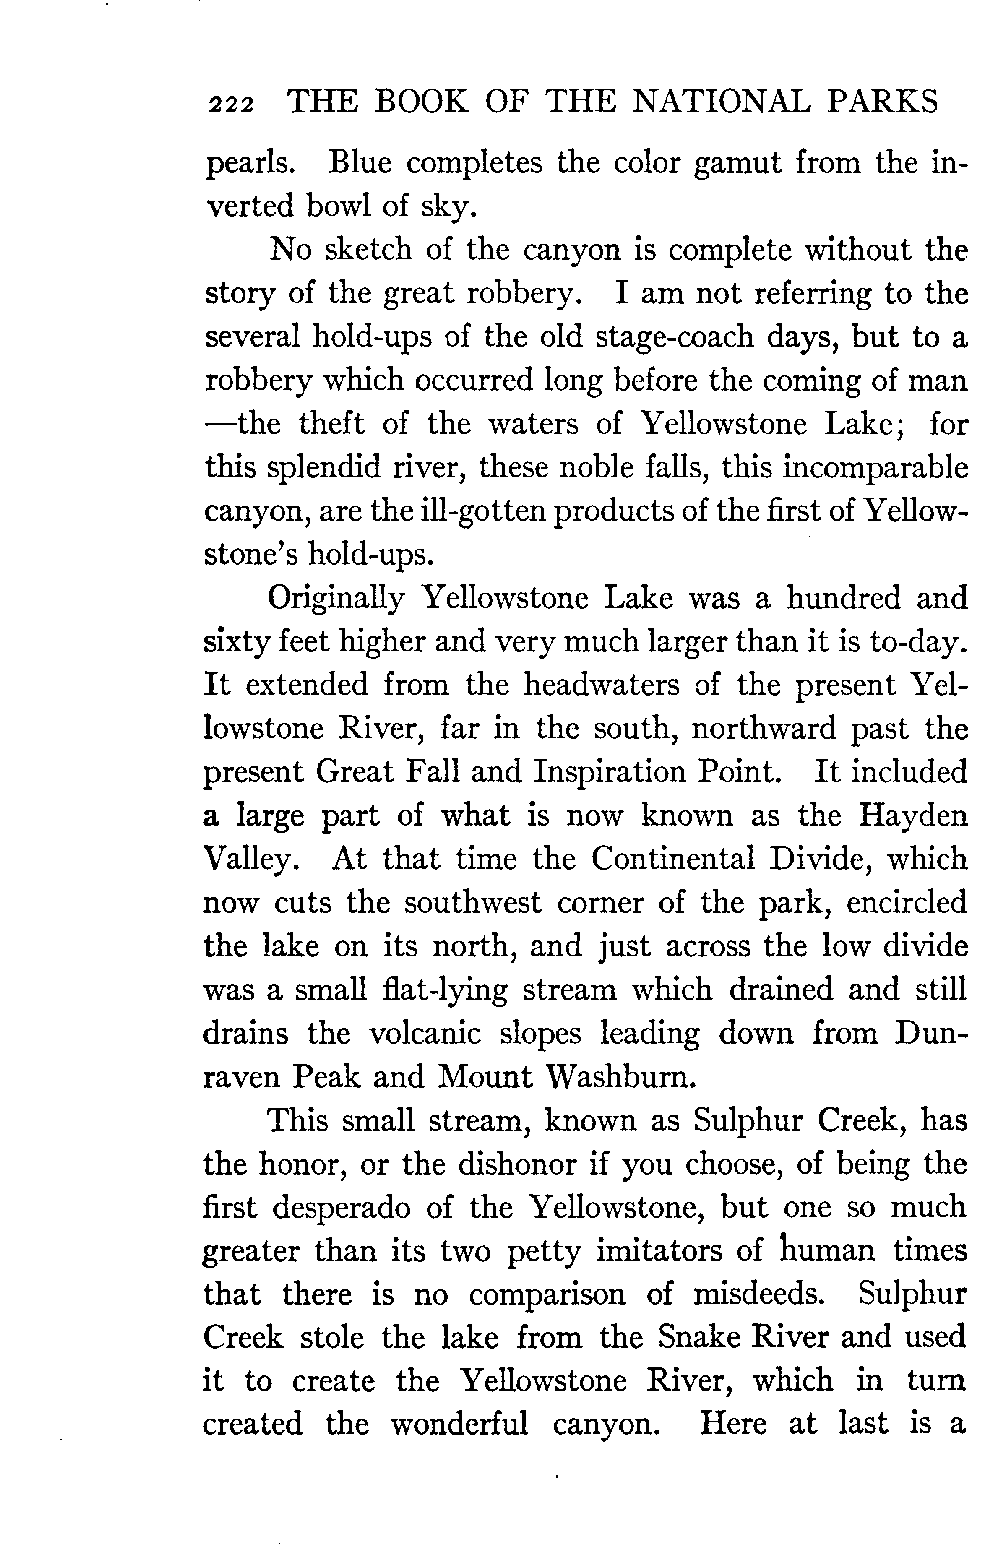 222 THE BOOK OF THE NATIONAL PARKS
pearls. Blue completes the color gamut from the in-
verted bowl of sky.
No sketch of the canyon is complete without the
story of the great robbery. I am not referring to the
several hold-ups of the old stage-coach days, but to a
robbery which occurred long before the coming of man
—the theft of the waters of Yellowstone Lake; for
this splendid river, these noble falls, this incomparable
canyon, are the ill-gotten products of the first of Yellow-
stone's hold-ups.
Originally Yellowstone Lake was a hundred and
sixty feet higher and very much larger than it is to-day.
It extended from the headwaters of the present Yel-
lowstone River, far in the south, northward past the
present Great Fall and Inspiration Point. It included
a large part of what is now known as the Hayden
Valley. At that time the Continental Divide, which
now cuts the southwest corner of the park, encircled
the lake on its north, and just across the low divide
was a small flat-lying stream which drained and still
drains the volcanic slopes leading down from Dun-
raven Peak and Mount Washburn.
This small stream, known as Sulphur Creek, has
the honor, or the dishonor if you choose, of being the
first desperado of the Yellowstone, but one so much
greater than its two petty imitators of human times
that there is no comparison of misdeeds. Sulphur
Creek stole the lake from the Snake River and used
it to create the Yellowstone River, which in turn
created the wonderful canyon. Here at last is a